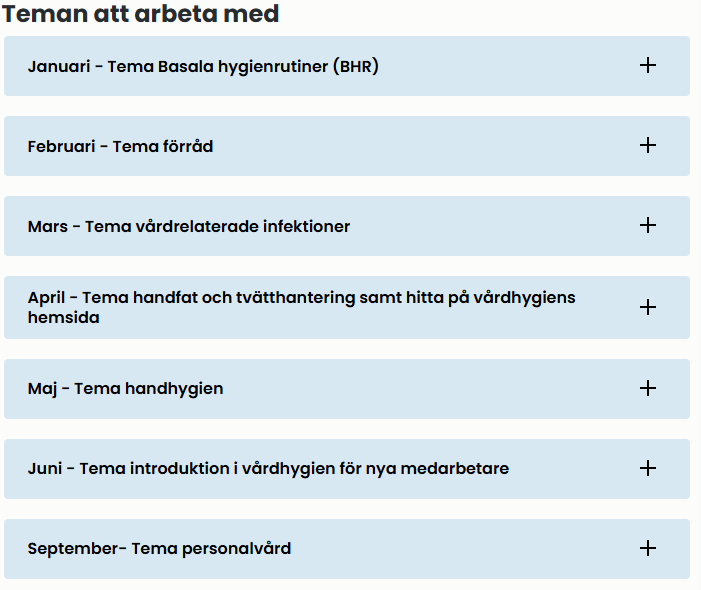 Teman att arbeta med
Januari - Tema Basala hygienrutiner (BHR)
Februari - Tema förråd
Mars - Tema vårdrelaterade infektioner
April - Tema handfat och tvätthantering samt hitta på vårdhygiens
hemsida
Maj - Tema handhygien
Juni - Tema introduktion i vårdhygien för nya medarbetare
September- Tema personalvård